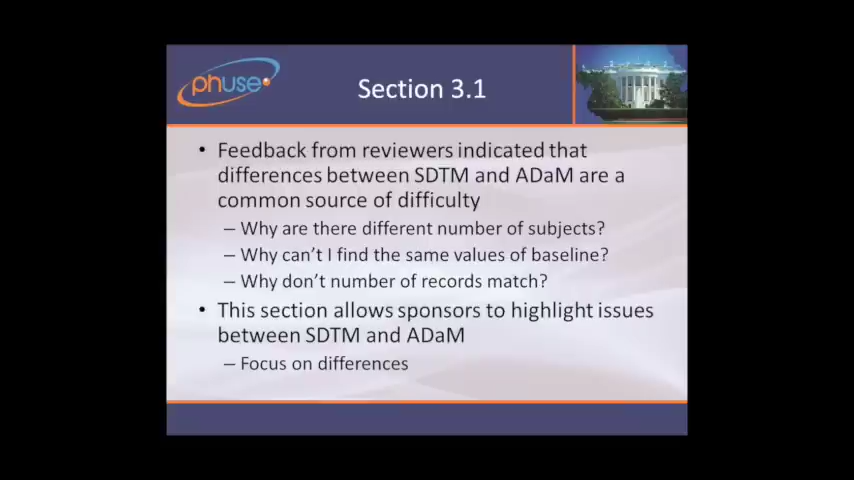 phuse
Section 3.1
• Feedback from reviewers indicated that
differences between SDTM and ADaM are a
common source of difficulty
– Why are there different number of subjects?
– Why can't I find the same values of baseline?
– Why don't number of records match?
• This section allows sponsors to highlight issues
between SDTM and ADaM
– Focus on differences